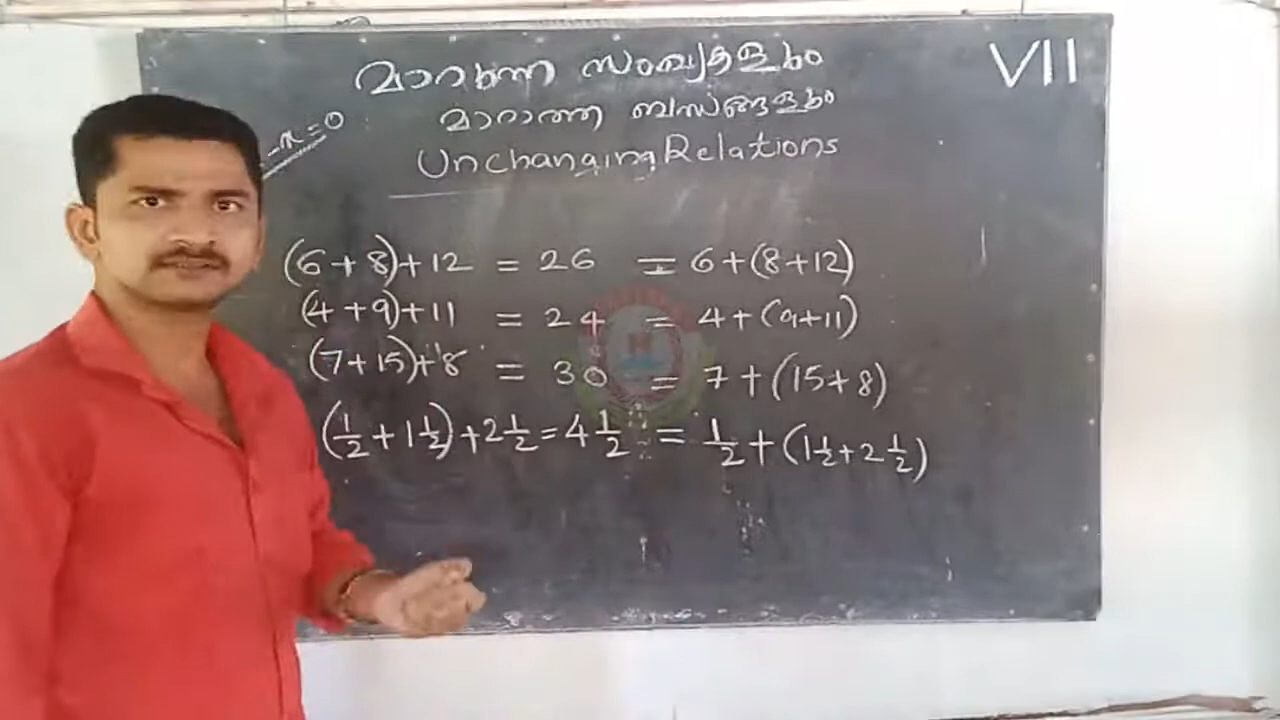 മാറുന്ന സംഖ്യകളും
VII
മാറാത്ത ബന്ധങ്ങളും
-x=0
Unchanging Relations
(6+8)+12 = 26 = 6+(8+12)
(4+9)+11 = 24 = 4+(9+11)
(7+15)+8 = 30 = 7+(15+8)
(1/2+1 1/2)+2 1/2=4 1/2 = 1/2+(1 1/2+2 1/2)